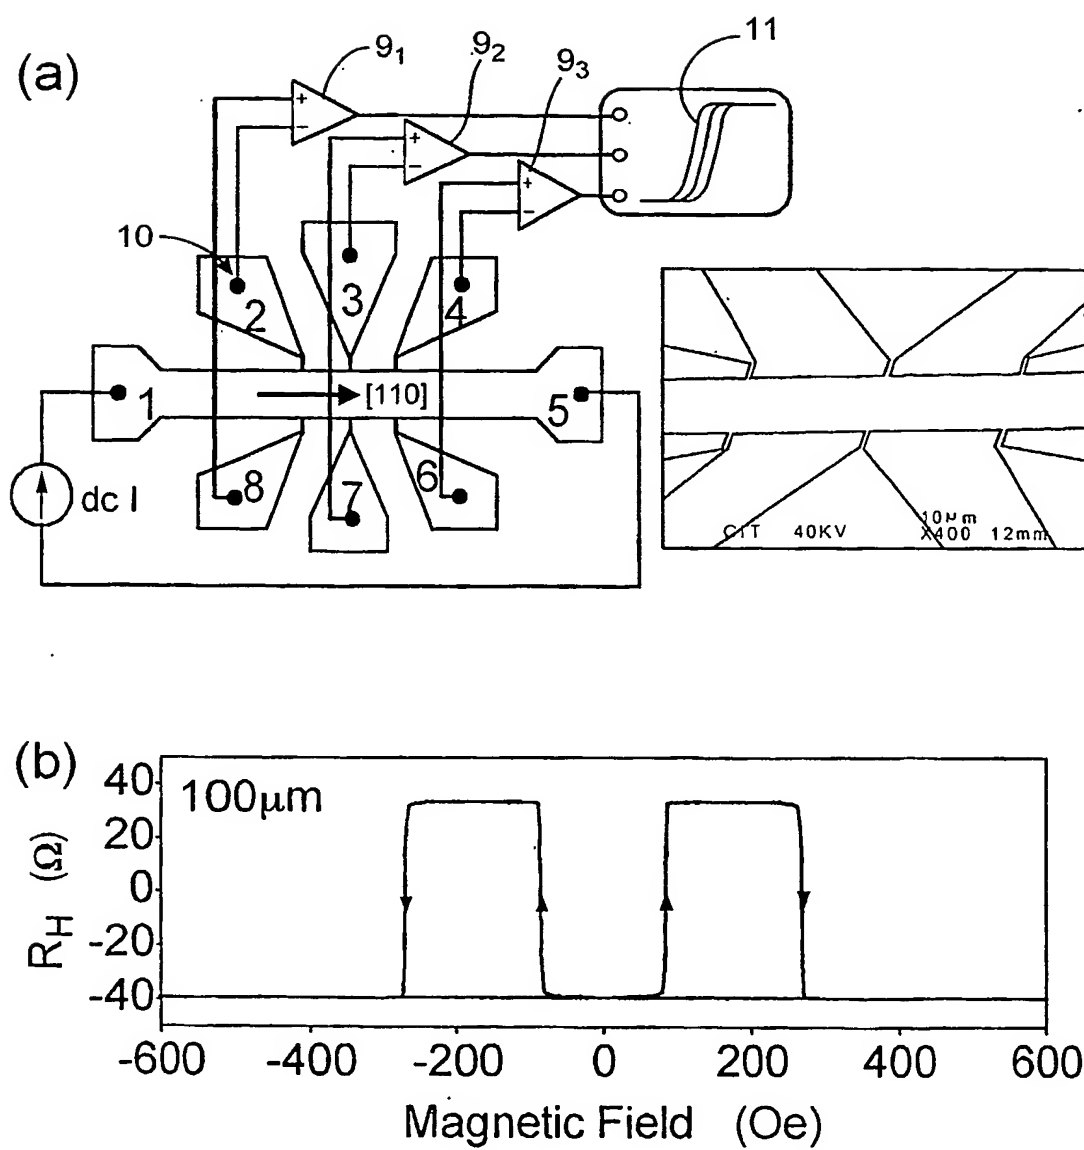 (a)
9₁
9₂
9₃
11
+
−
+
−
+
−
10
2
3
4
1
[110]
5
8
7
6
dc I
10μm
CIT 40KV X400 12mm
(b)
100μm
40
20
0
-20
-40
R_H (Ω)
-600 -400 -200 0 200 400 600
Magnetic Field (Oe)